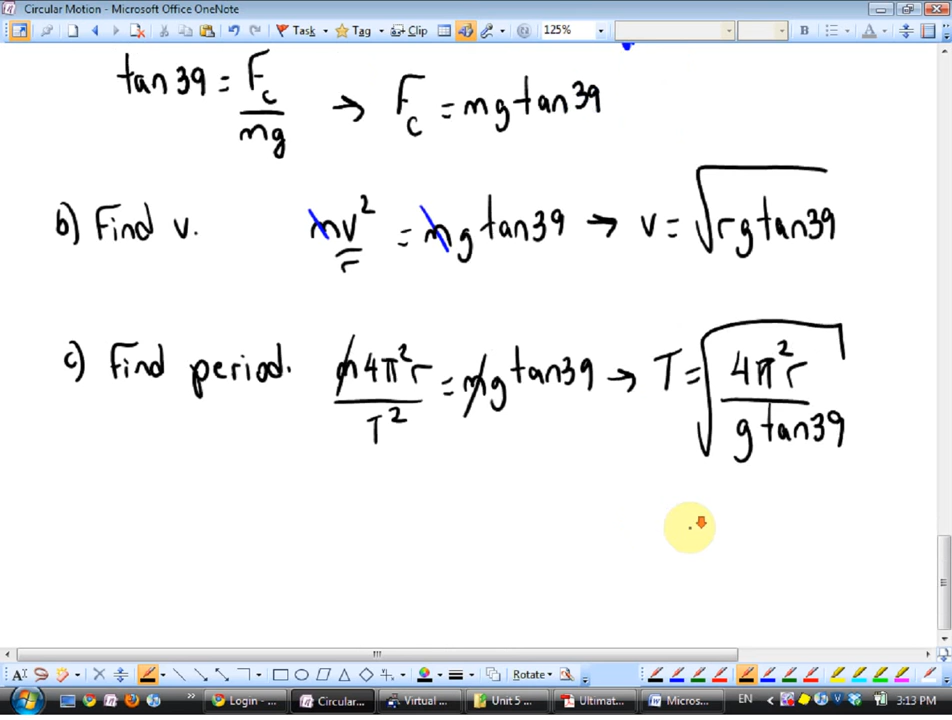 Circular Motion - Microsoft Office OneNote
Task Tag Clip 125% B I A
tan 39 = F_c / mg → F_c = mg tan 39
b) Find v. mv² / r = mg tan 39 → v = √(rg tan 39)
c) Find period. m4π²r / T² = mg tan 39 → T = √(4π²r / g tan 39)
Rotate
Login - Circular... Virtual Unit 5 Ultimat... Micros... EN 3:13 PM